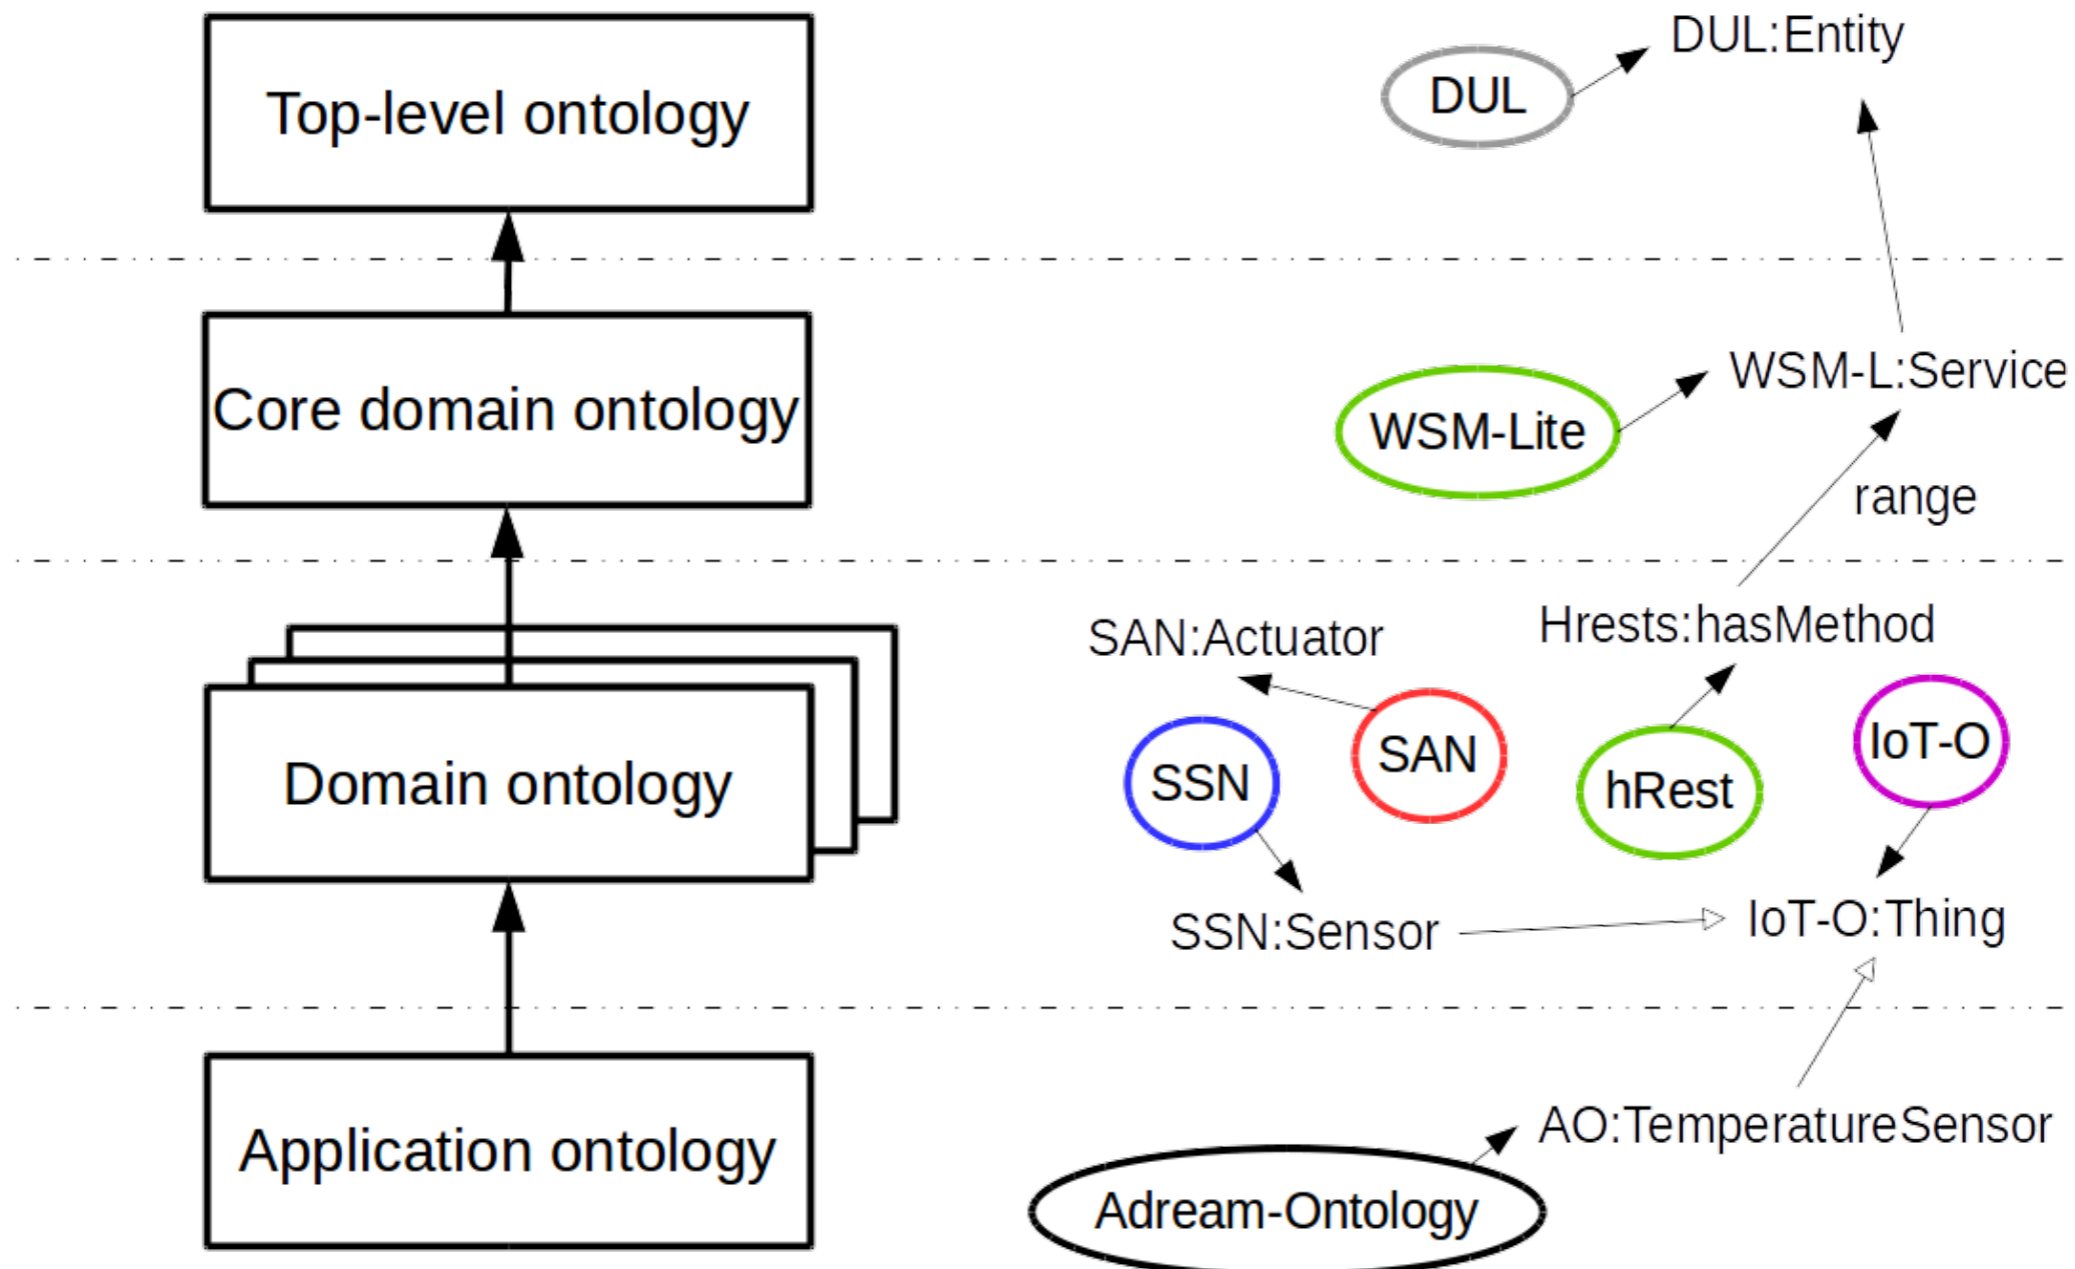 Top-level ontology
DUL:Entity
DUL
Core domain ontology
WSM-L:Service
WSM-Lite
range
Domain ontology
SAN:Actuator
Hrests:hasMethod
SSN
SAN
hRest
IoT-O
SSN:Sensor
IoT-O:Thing
Application ontology
AO:TemperatureSensor
Adream-Ontology